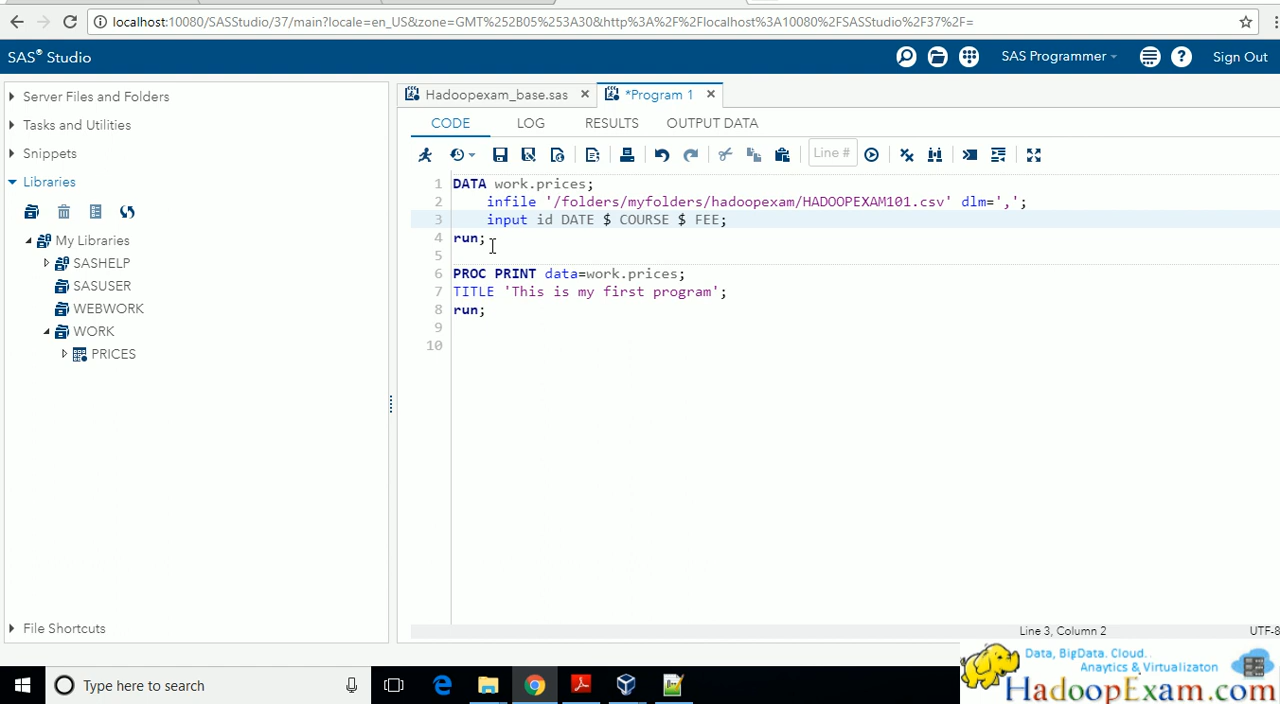 localhost:10080/SASStudio/37/main?locale=en_US&zone=GMT%252B05%253A30&http%3A%2F%2Flocalhost%3A10080%2FSASStudio%2F37%2F=
SAS® Studio
SAS Programmer
Sign Out
Server Files and Folders
Tasks and Utilities
Snippets
Libraries
My Libraries
SASHELP
SASUSER
WEBWORK
WORK
PRICES
File Shortcuts
Hadoopexam_base.sas
*Program 1
CODE LOG RESULTS OUTPUT DATA
Line #
1 DATA work.prices;
2 infile '/folders/myfolders/hadoopexam/HADOOPEXAM101.csv' dlm=',';
3 input id DATE $ COURSE $ FEE;
4 run;
5
6 PROC PRINT data=work.prices;
7 TITLE 'This is my first program';
8 run;
9
10
Line 3, Column 2
UTF-8
Type here to search
Data, BigData. Cloud.
Anaytics & Virtualizaton
HadoopExam.com